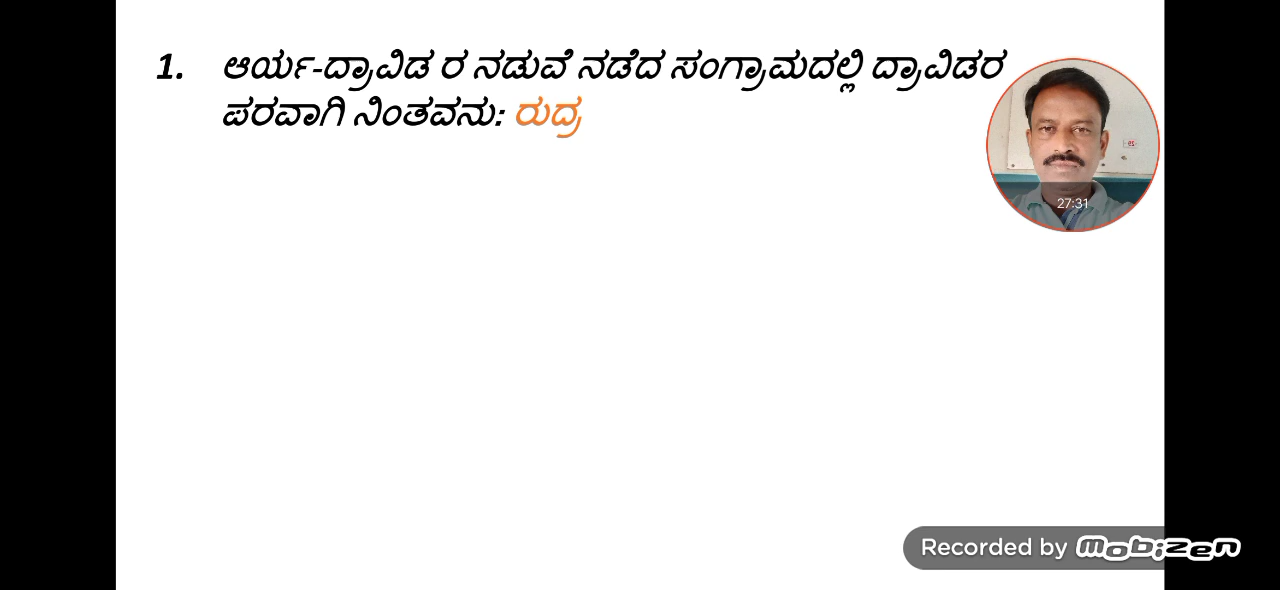 1. ಆರ್ಯ-ದ್ರಾವಿಡ ರ ನಡುವೆ ನಡೆದ ಸಂಗ್ರಾಮದಲ್ಲಿ ದ್ರಾವಿಡರ
ಪರವಾಗಿ ನಿಂತವನು: ರುದ್ರ
27:31
Recorded by mobizen